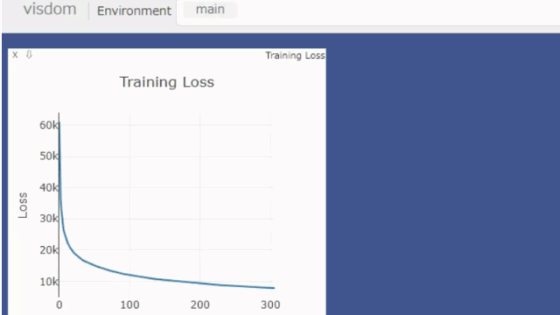 visdom Environment main
X Training Loss
Training Loss
60k
50k
40k
30k
20k
10k
Loss
0 100 200 300